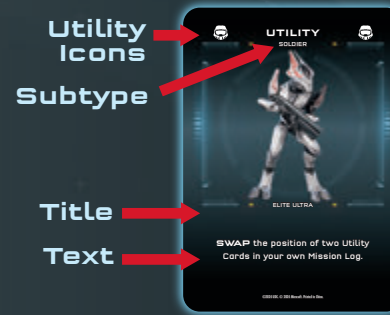 Utility
Icons
Subtype
Title
Text
UTILITY
SOLDIER
ELITE ULTRA
SWAP the position of two Utility
Cards in your own Mission Log.